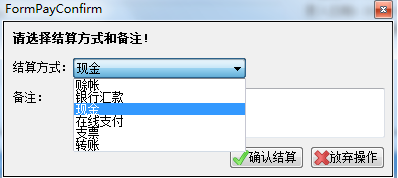 FormPayConfirm
请选择结算方式和备注!
结算方式: 现金
赊帐
银行汇款
备注: 现金
在线支付
支票
转账
确认结算 放弃操作